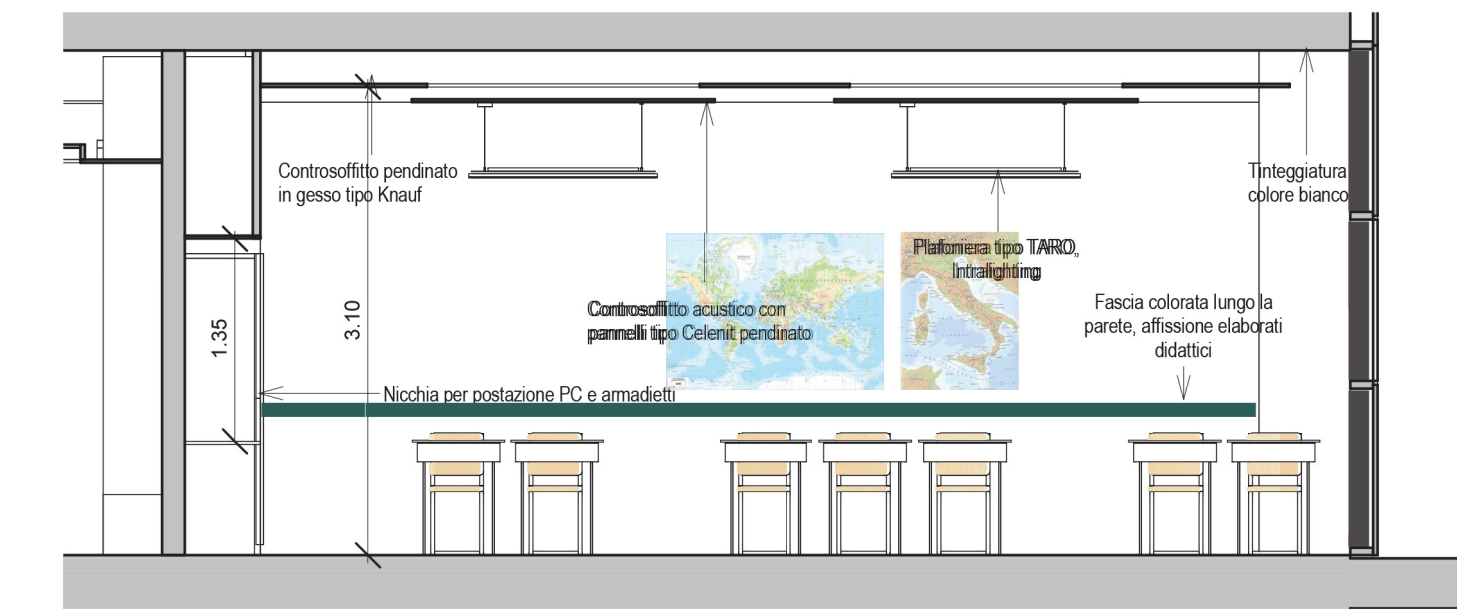 Controsoffitto pendinato
in gesso tipo Knauf
Tinteggiatura
colore bianco
Plafoniera tipo TARO,
Intralighting
Controsoffitto acustico con
pannelli tipo Celenit pendinato
Fascia colorata lungo la
parete, affissione elaborati
didattici
1.35
3.10
Nicchia per postazione PC e armadietti